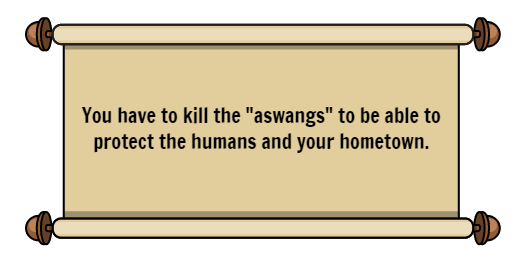 You have to kill the "aswangs" to be able to
protect the humans and your hometown.